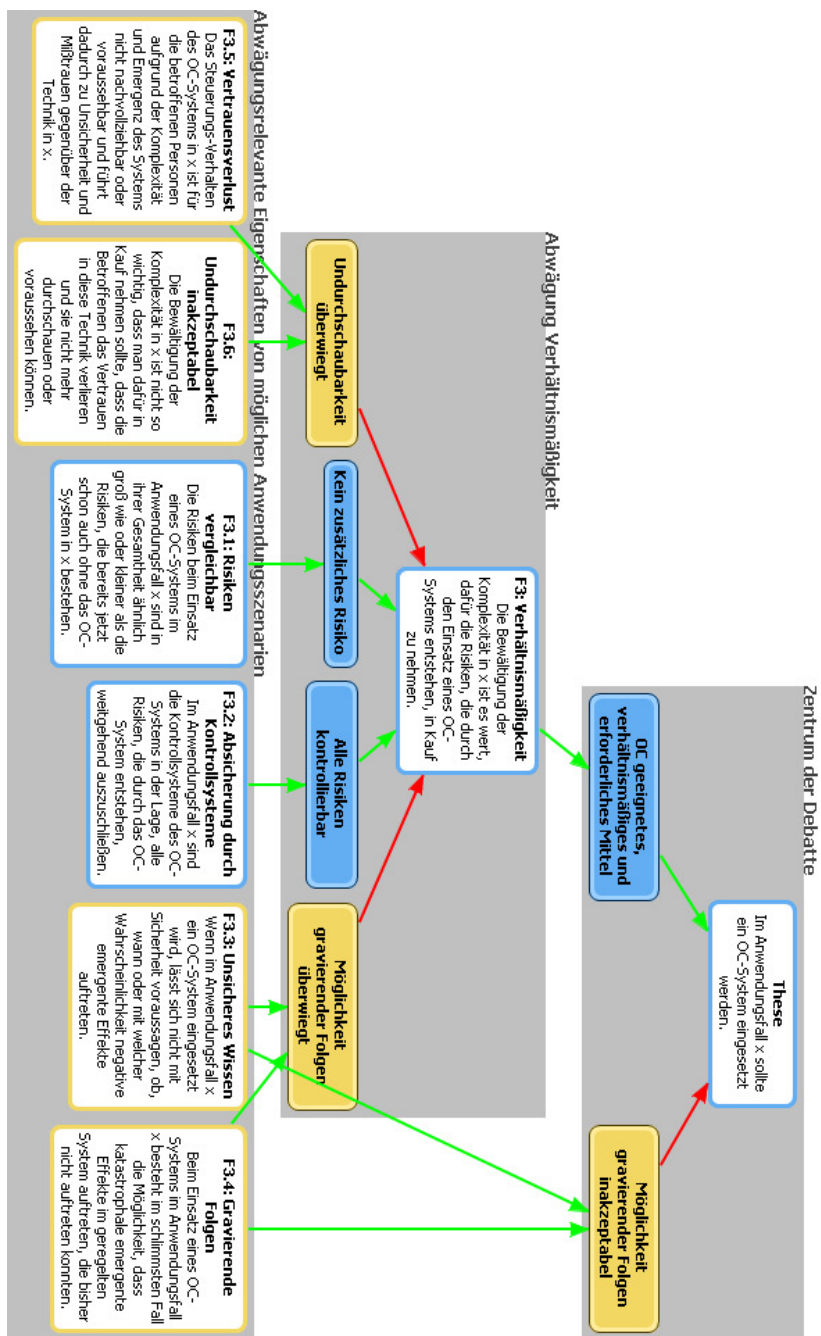 Zentrum der Debatte
These
Im Anwendungsfall x sollte
ein OC-System eingesetzt
werden.
OC geeignetes,
verhältnismäßiges und
erforderliches Mittel
Möglichkeit
gravierender Folgen
inakzeptabel
Abwägung Verhältnismäßigkeit
F3: Verhältnismäßigkeit
Die Bewältigung der
Komplexität in x ist es wert,
dafür die Risiken, die durch
den Einsatz eines OC-
Systems entstehen, in Kauf
zu nehmen.
Undurchschaubarkeit
überwiegt
Kein zusätzliches Risiko
Alle Risiken
kontrollierbar
Möglichkeit
gravierender Folgen
überwiegt
Abwägungsrelevante Eigenschaften von möglichen Anwendungsszenarien
F3.5: Vertrauensverlust
Das Steuerungs-Verhalten
des OC-Systems in x ist für
die betroffenen Personen
aufgrund der Komplexität
und Emergenz des Systems
nicht nachvollziehbar oder
voraussehbar und führt
dadurch zu Unsicherheit und
Mißtrauen gegenüber der
Technik in x.
F3.6:
Undurchschaubarkeit
inakzeptabel
Die Bewältigung der
Komplexität in x ist nicht so
wichtig, dass man dafür in
Kauf nehmen sollte, dass die
Betroffenen das Vertrauen
in diese Technik verlieren
und sie nicht mehr
durchschauen oder
voraussehen können.
F3.1: Risiken
vergleichbar
Die Risiken beim Einsatz
eines OC-Systems im
Anwendungsfall x sind in
ihrer Gesamtheit ähnlich
groß wie oder kleiner als die
Risiken, die bereits jetzt
schon auch ohne das OC-
System in x bestehen.
F3.2: Absicherung durch
Kontrollsysteme
Im Anwendungsfall x sind
die Kontrollsysteme des OC-
Systems in der Lage, alle
Risiken, die durch das OC-
System entstehen,
weitgehend auszuschließen.
F3.3: Unsicheres Wissen
Wenn im Anwendungsfall x
ein OC-System eingesetzt
wird, lässt sich nicht mit
Sicherheit voraussagen, ob,
wann oder mit welcher
Wahrscheinlichkeit negative
emergente Effekte
auftreten.
F3.4: Gravierende
Folgen
Beim Einsatz eines OC-
Systems im Anwendungsfall
x besteht im schlimmsten Fall
die Möglichkeit, dass
katastrophale emergente
Effekte im geregelten
System auftreten, die bisher
nicht auftreten konnten.